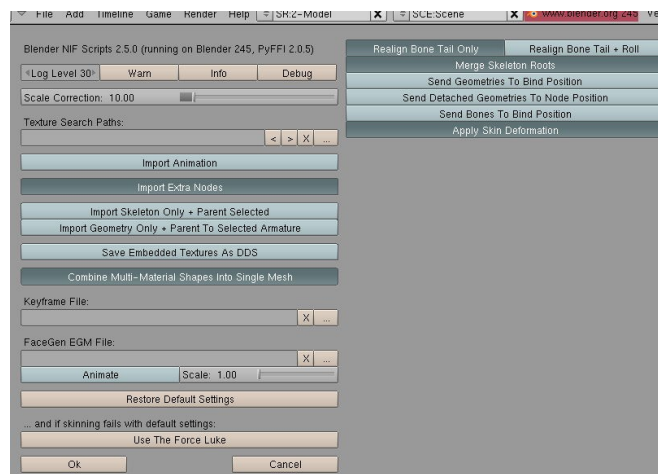 File Add Timeline Game Render Help SR:2-Model X SCE:Scene X www.blender.org 245 Ve
Blender NIF Scripts 2.5.0 (running on Blender 245, PyFFI 2.0.5)
Log Level 30 Warn Info Debug
Scale Correction: 10.00
Texture Search Paths:
< > X ...
Import Animation
Import Extra Nodes
Import Skeleton Only + Parent Selected
Import Geometry Only + Parent To Selected Armature
Save Embedded Textures As DDS
Combine Multi-Material Shapes Into Single Mesh
Keyframe File:
X ...
FaceGen EGM File:
X ...
Animate Scale: 1.00
Restore Default Settings
... and if skinning fails with default settings:
Use The Force Luke
Ok Cancel
Realign Bone Tail Only Realign Bone Tail + Roll
Merge Skeleton Roots
Send Geometries To Bind Position
Send Detached Geometries To Node Position
Send Bones To Bind Position
Apply Skin Deformation